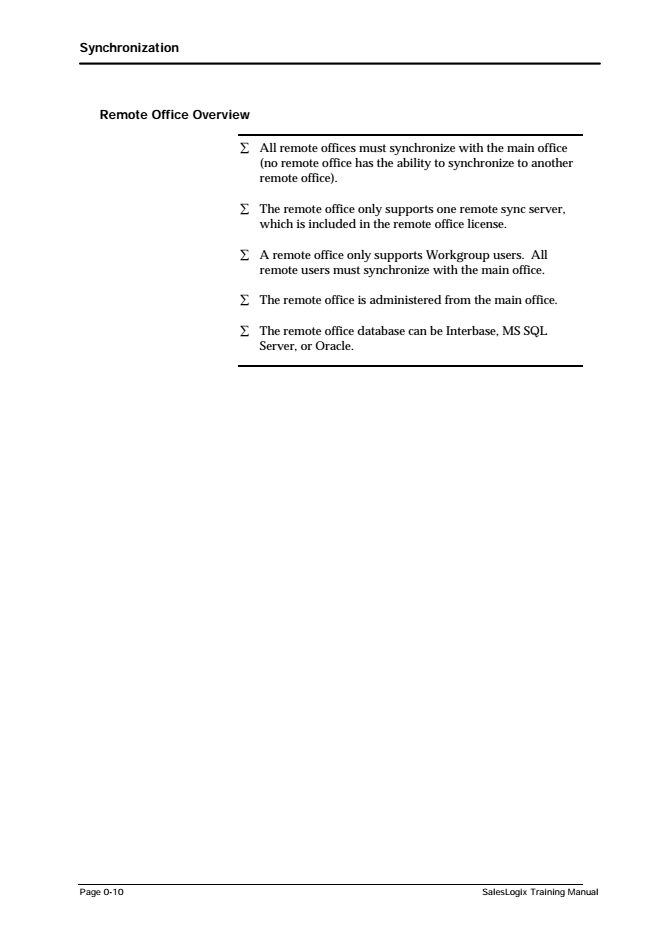 Synchronization
Remote Office Overview
Σ All remote offices must synchronize with the main office
(no remote office has the ability to synchronize to another
remote office).
Σ The remote office only supports one remote sync server,
which is included in the remote office license.
Σ A remote office only supports Workgroup users.  All
remote users must synchronize with the main office.
Σ The remote office is administered from the main office.
Σ The remote office database can be Interbase, MS SQL
Server, or Oracle.
Page 0-10 SalesLogix Training Manual